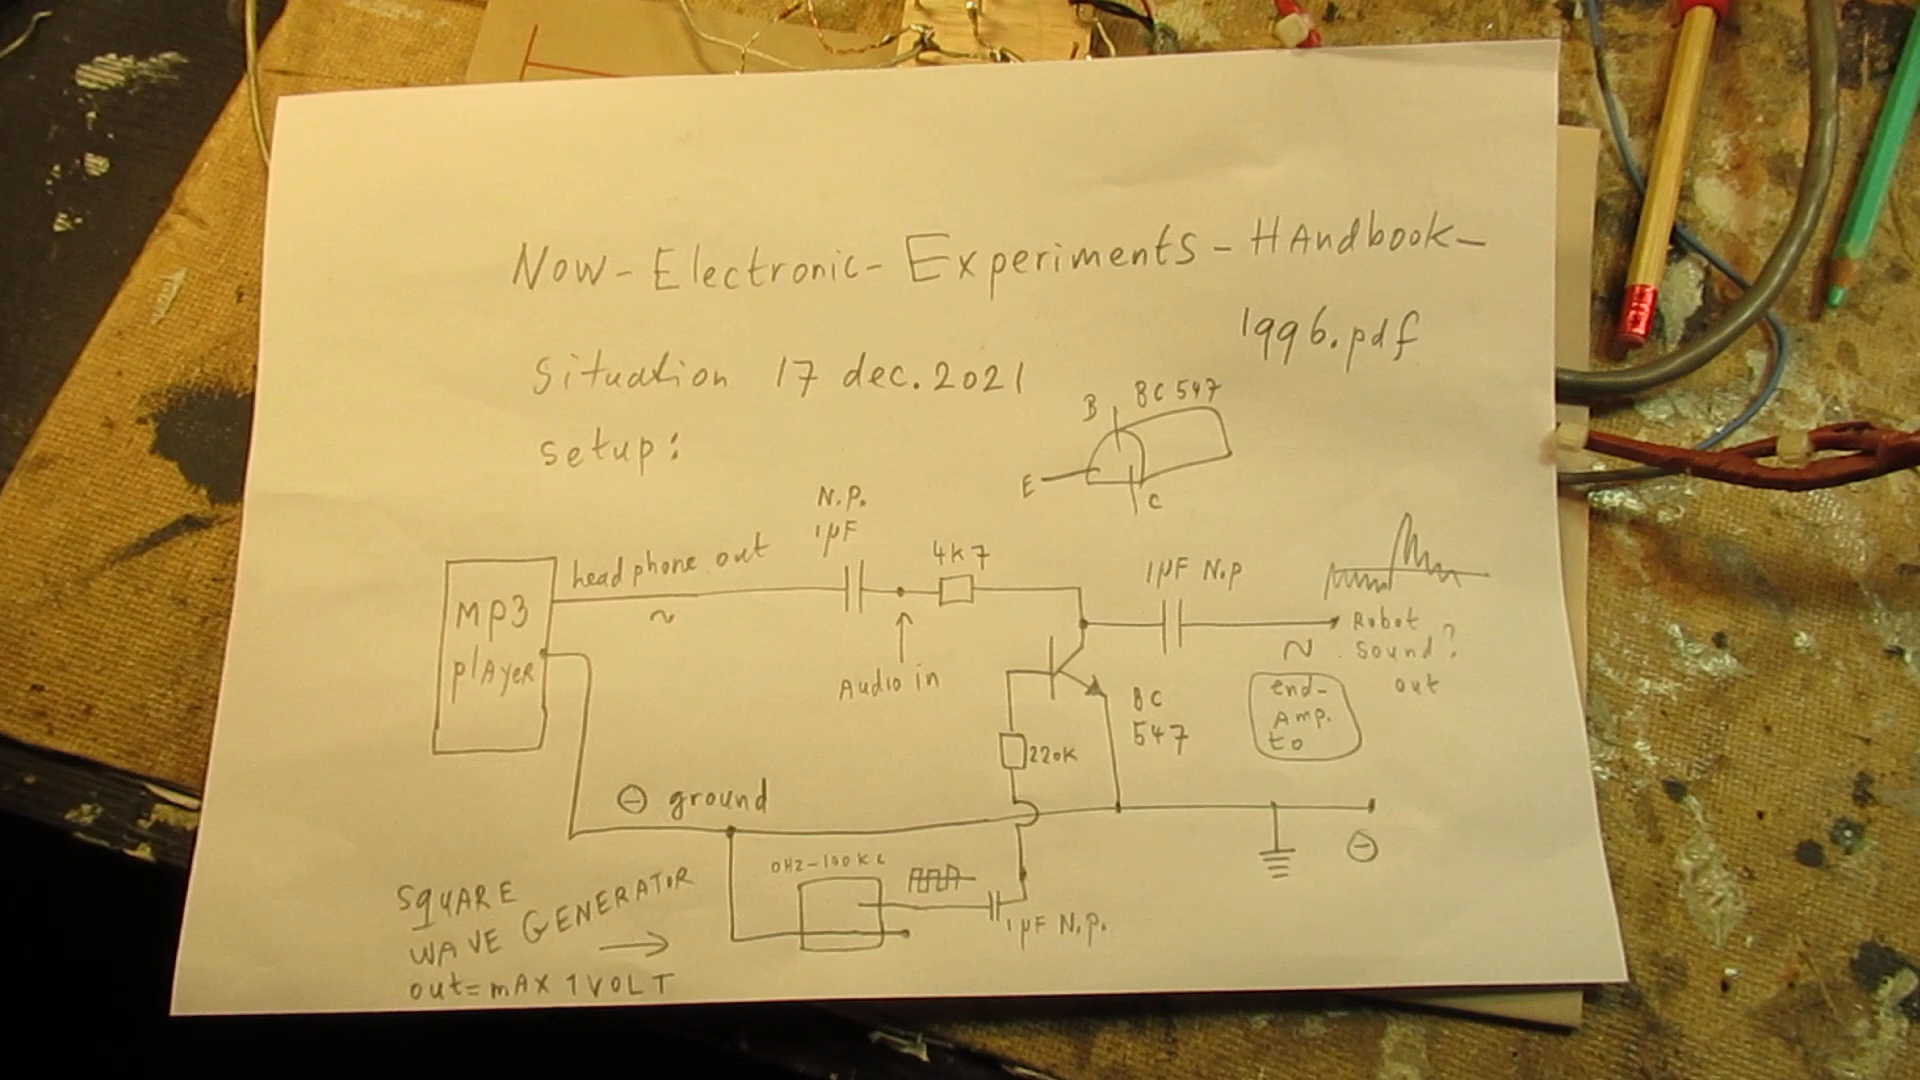 Now-Electronic-Experiments-HAndbook-
1996.pdf
Situation 17 dec. 2021
setup:
B BC 547
E
C
N.P.
1µF
headphone out
4K7
1µF N.P
MP3
plAyer
~
Audio in
~
Robot
Sound?
out
BC
547
end-
Amp.
to
220K
⊖ ground
⊖
0HZ-100KC
1µF N.p.
SqUARE
WAVE GENERATOR
out= mAX 1VOLT